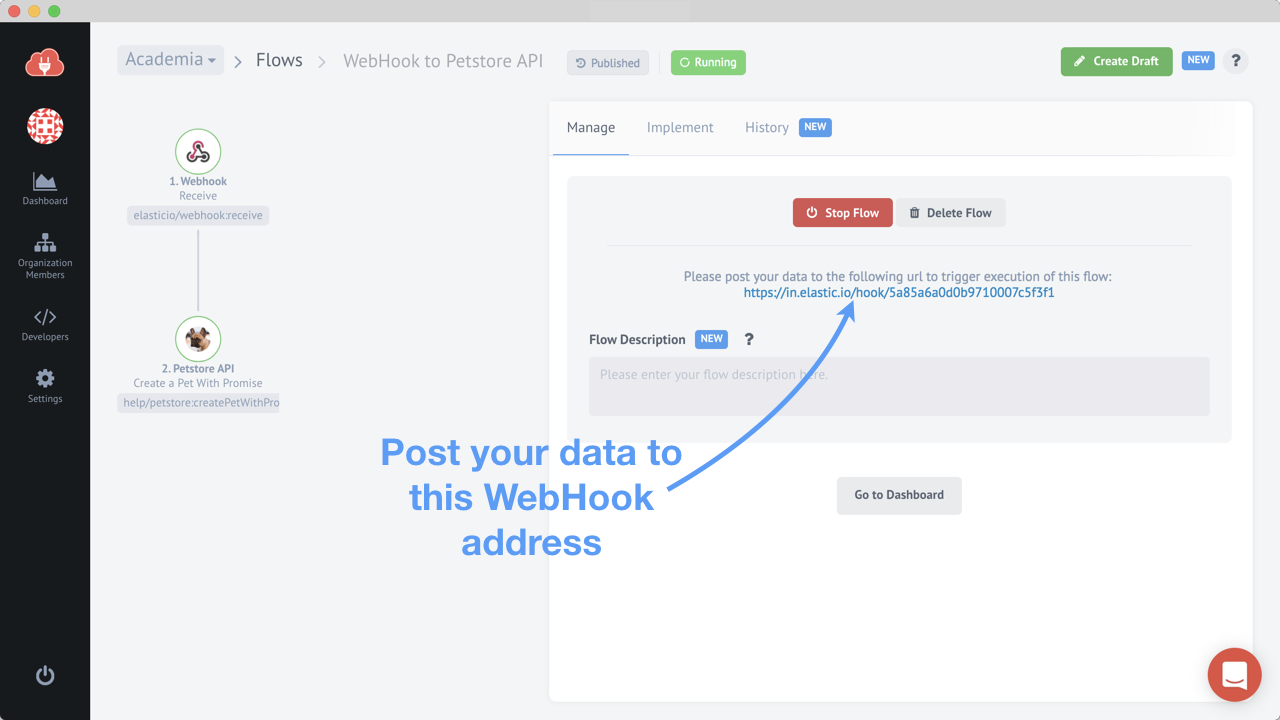 Academia
Flows
WebHook to Petstore API
Published
Running
Create Draft
NEW
?
Dashboard
Organization
Members
Developers
Settings
1. Webhook
Receive
elasticio/webhook:receive
2. Petstore API
Create a Pet With Promise
help/petstore:createPetWithPro
Manage
Implement
History
NEW
Stop Flow
Delete Flow
Please post your data to the following url to trigger execution of this flow:
https://in.elastic.io/hook/5a85a6a0d0b9710007c5f3f1
Flow Description
NEW
?
Please enter your flow description here.
Post your data to
this WebHook
address
Go to Dashboard